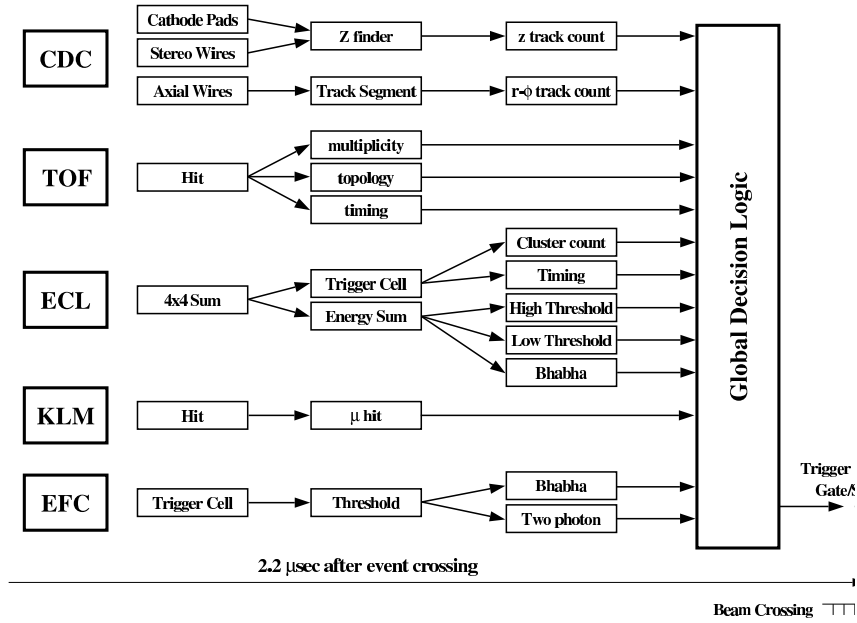 CDC
Cathode Pads
Stereo Wires
Z finder
z track count
Axial Wires
Track Segment
r-ϕ track count
TOF
Hit
multiplicity
topology
timing
ECL
4x4 Sum
Trigger Cell
Energy Sum
Cluster count
Timing
High Threshold
Low Threshold
Bhabha
KLM
Hit
μ hit
EFC
Trigger Cell
Threshold
Bhabha
Two photon
Global Decision Logic
Trigger
Gate/
2.2 μsec after event crossing
Beam Crossing